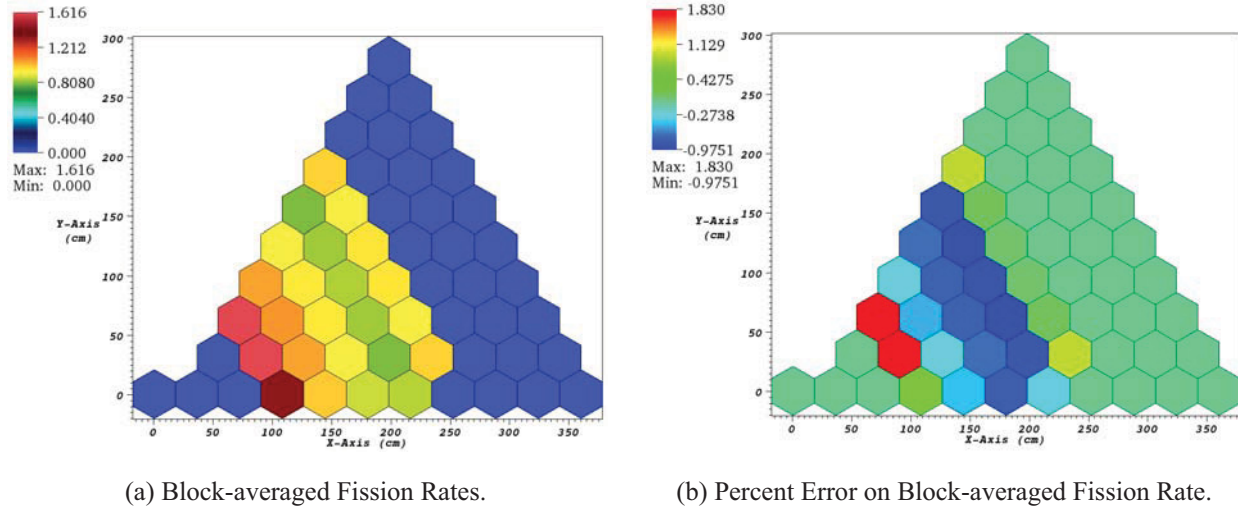 1.616
1.212
0.8080
0.4040
0.000
Max: 1.616
Min: 0.000
300
250
200
150
100
50
0
Y-Axis
(cm)
0 50 100 150 200 250 300 350
X-Axis (cm)
(a) Block-averaged Fission Rates.
1.830
1.129
0.4275
-0.2738
-0.9751
Max: 1.830
Min: -0.9751
300
250
200
150
100
50
0
Y-Axis
(cm)
0 50 100 150 200 250 300 350
X-Axis (cm)
(b) Percent Error on Block-averaged Fission Rate.